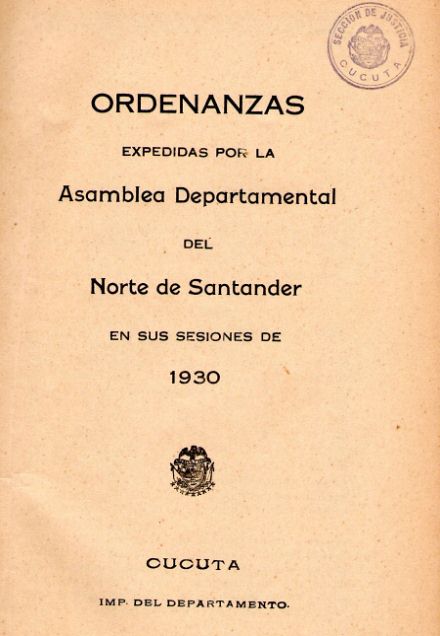 SECCION DE JUSTICIA
CUCUTA
ORDENANZAS
EXPEDIDAS POR LA
Asamblea Departamental
DEL
Norte de Santander
EN SUS SESIONES DE
1930
CUCUTA
IMP. DEL DEPARTAMENTO.